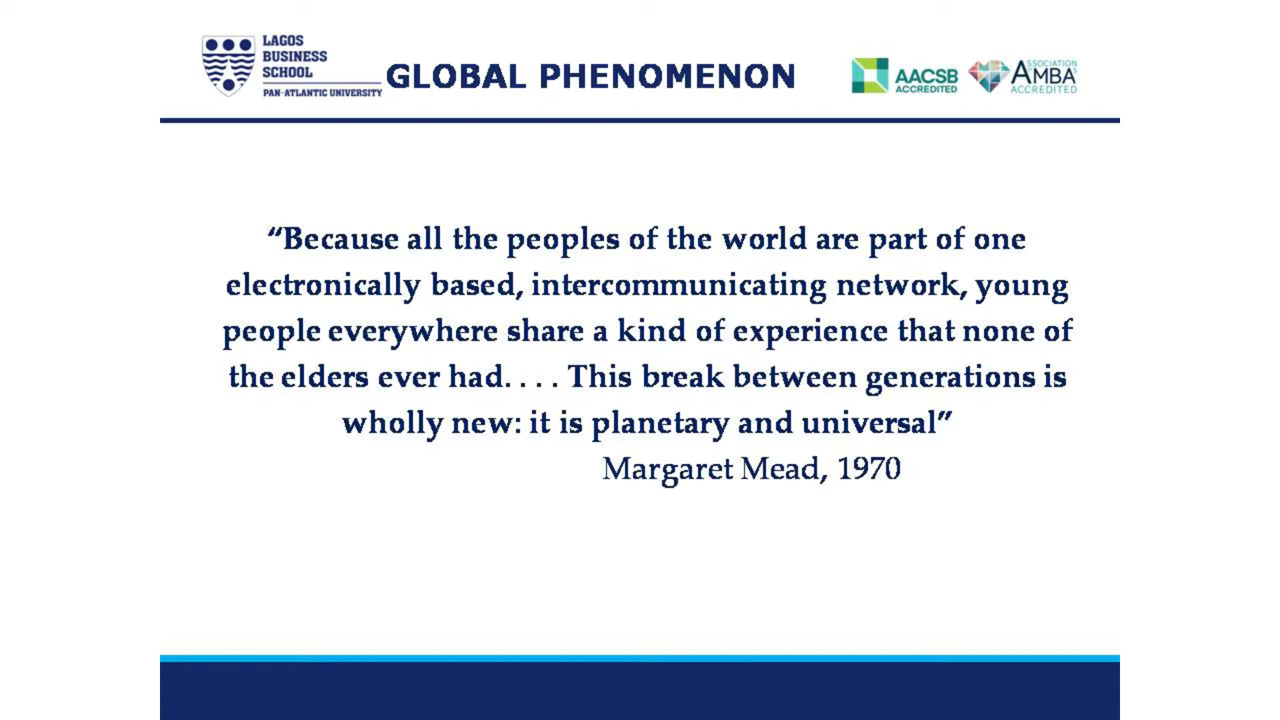 LAGOS
BUSINESS
SCHOOL
PAN-ATLANTIC UNIVERSITY
GLOBAL PHENOMENON
AACSB
ACCREDITED
ASSOCIATION
AMBA
ACCREDITED
“Because all the peoples of the world are part of one
electronically based, intercommunicating network, young
people everywhere share a kind of experience that none of
the elders ever had. . . . This break between generations is
wholly new: it is planetary and universal”
Margaret Mead, 1970